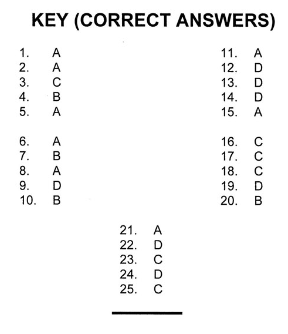 KEY (CORRECT ANSWERS)
1. A
2. A
3. C
4. B
5. A
6. A
7. B
8. A
9. D
10. B
11. A
12. D
13. D
14. D
15. A
16. C
17. C
18. C
19. D
20. B
21. A
22. D
23. C
24. D
25. C